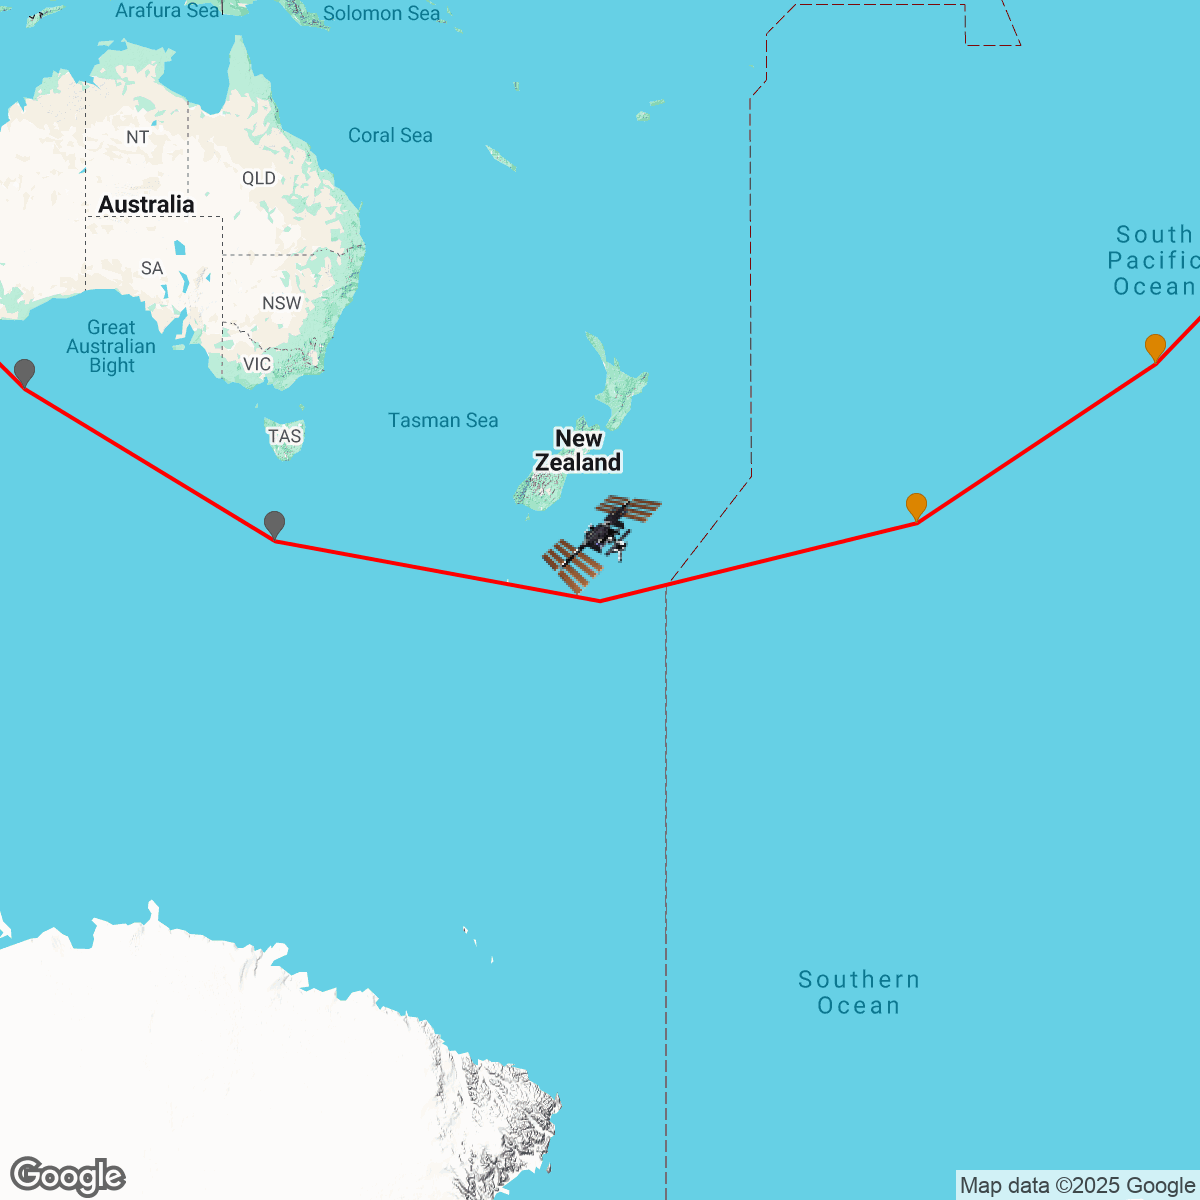 Arafura Sea
Solomon Sea
NT
Coral Sea
QLD
Australia
South
Pacific
Ocean
SA
NSW
Great
Australian
Bight
VIC
Tasman Sea
TAS
New
Zealand
Southern
Ocean
Google
Map data ©2025 Google